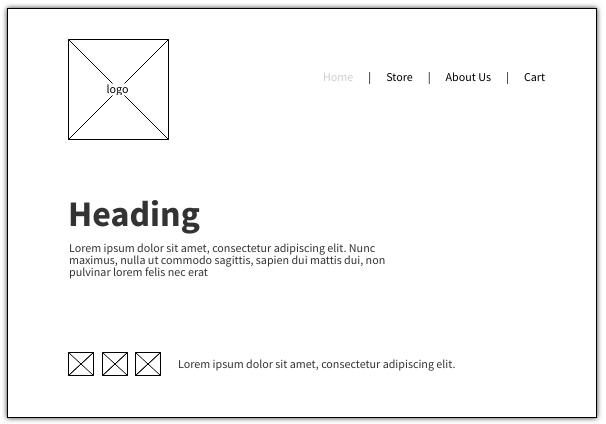 logo
Home | Store | About Us | Cart
Heading
Lorem ipsum dolor sit amet, consectetur adipiscing elit. Nunc
maximus, nulla ut commodo sagittis, sapien dui mattis dui, non
pulvinar lorem felis nec erat
Lorem ipsum dolor sit amet, consectetur adipiscing elit.